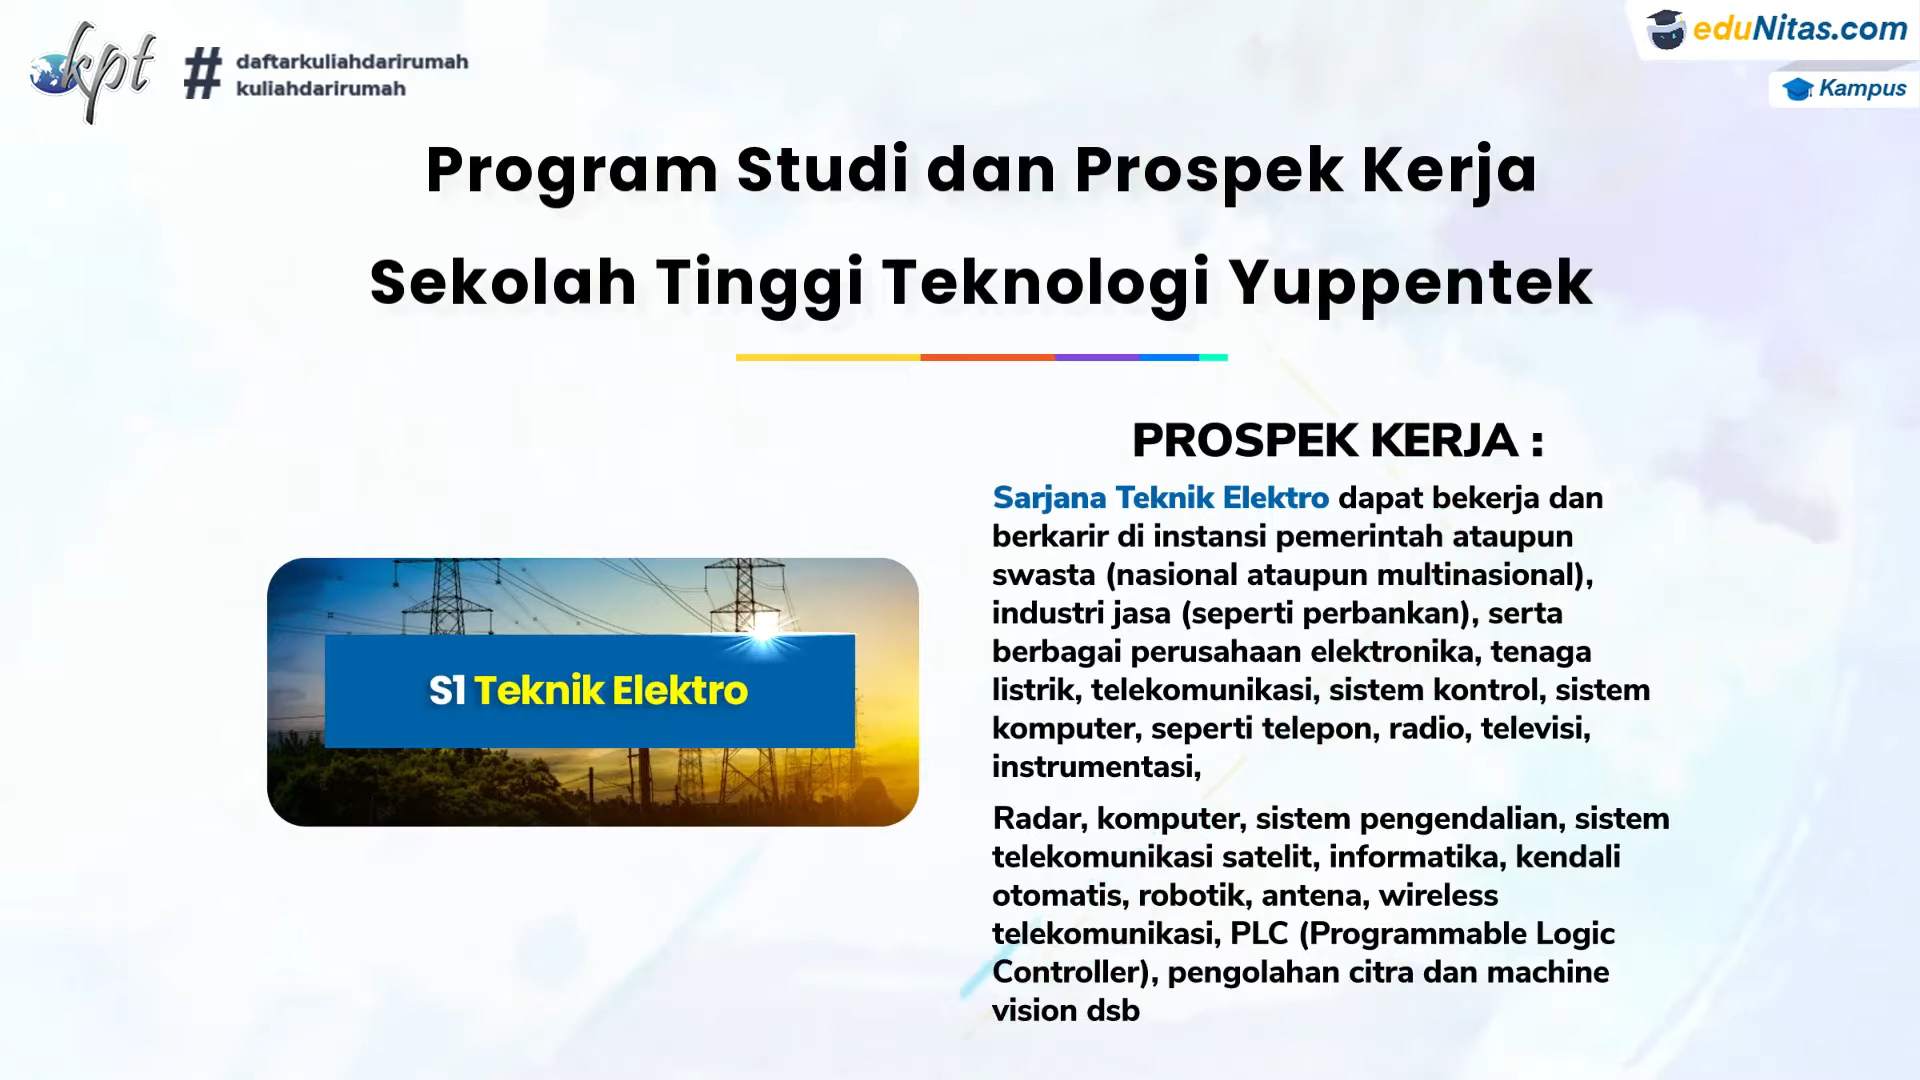 kpt
# daftarkuliahdarirumah
kuliahdarirumah
eduNitas.com
Kampus
Program Studi dan Prospek Kerja
Sekolah Tinggi Teknologi Yuppentek
S1 Teknik Elektro
PROSPEK KERJA :
Sarjana Teknik Elektro dapat bekerja dan
berkarir di instansi pemerintah ataupun
swasta (nasional ataupun multinasional),
industri jasa (seperti perbankan), serta
berbagai perusahaan elektronika, tenaga
listrik, telekomunikasi, sistem kontrol, sistem
komputer, seperti telepon, radio, televisi,
instrumentasi,
Radar, komputer, sistem pengendalian, sistem
telekomunikasi satelit, informatika, kendali
otomatis, robotik, antena, wireless
telekomunikasi, PLC (Programmable Logic
Controller), pengolahan citra dan machine
vision dsb